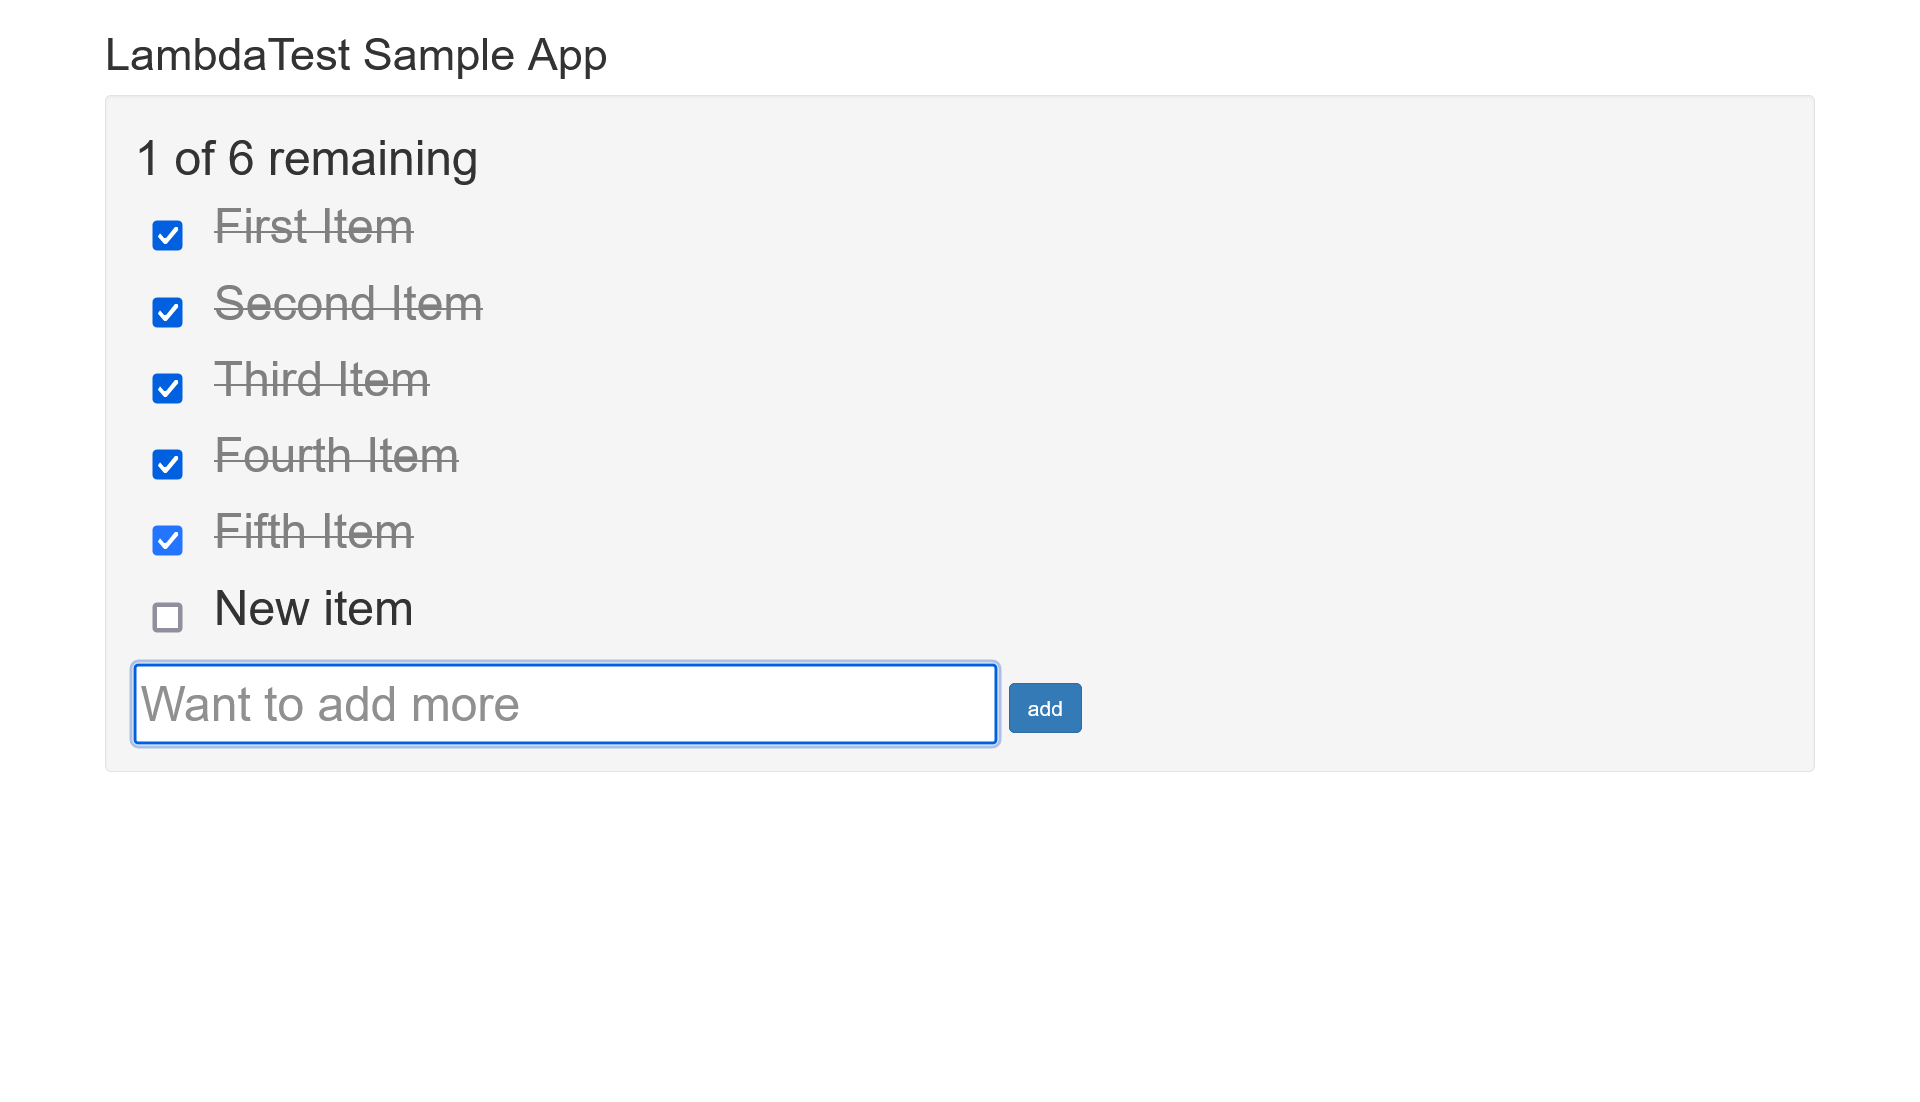 LambdaTest Sample App
1 of 6 remaining
First Item
Second Item
Third Item
Fourth Item
Fifth Item
New item
Want to add more
add